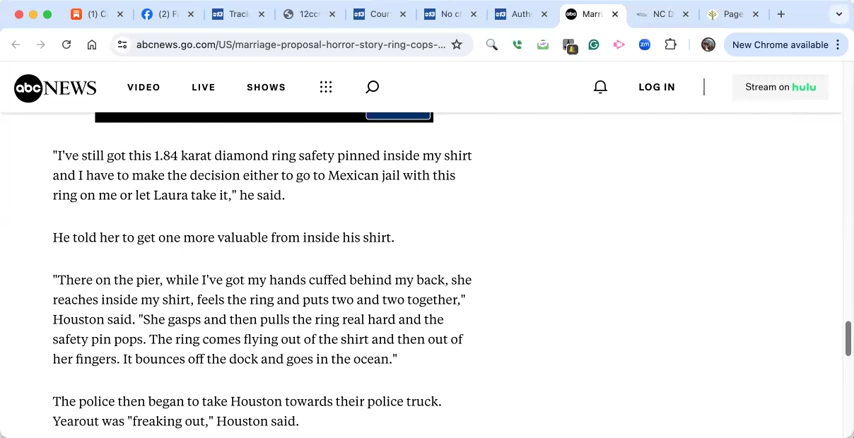 (1) C
(2) F
Track
12cc
Cour
No cl
Auth
Marri
NC D
Page
abcnews.go.com/US/marriage-proposal-horror-story-ring-cops-...
New Chrome available
abc NEWS VIDEO LIVE SHOWS LOG IN Stream on hulu
"I've still got this 1.84 karat diamond ring safety pinned inside my shirt
and I have to make the decision either to go to Mexican jail with this
ring on me or let Laura take it," he said.
He told her to get one more valuable from inside his shirt.
"There on the pier, while I've got my hands cuffed behind my back, she
reaches inside my shirt, feels the ring and puts two and two together,"
Houston said. "She gasps and then pulls the ring real hard and the
safety pin pops. The ring comes flying out of the shirt and then out of
her fingers. It bounces off the dock and goes in the ocean."
The police then began to take Houston towards their police truck.
Yearout was "freaking out," Houston said.